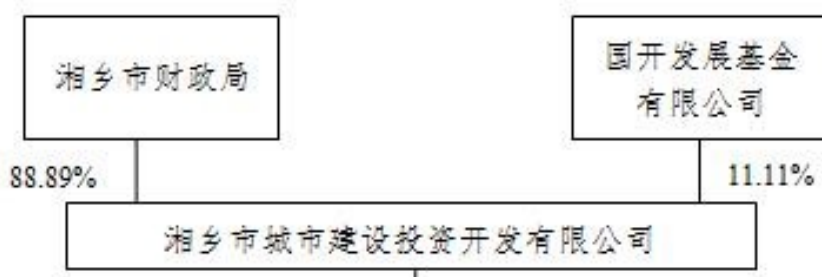 湘乡市财政局
国开发展基金
有限公司
88.89%
11.11%
湘乡市城市建设投资开发有限公司